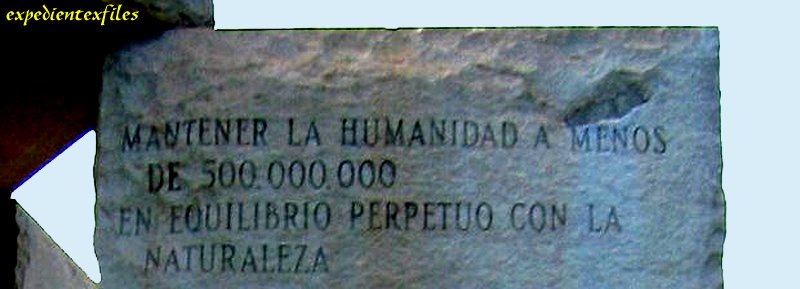 expedientexfiles
MANTENER LA HUMANIDAD A MENOS
DE 500.000.000
EN EQUILIBRIO PERPETUO CON LA
NATURALEZA